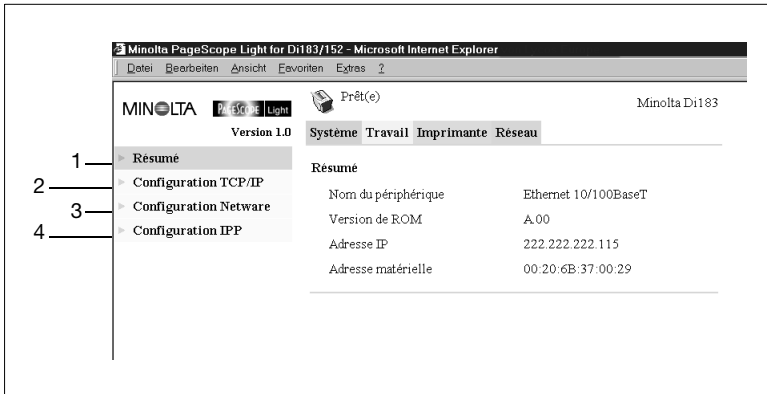 Minolta PageScope Light for Di183/152 - Microsoft Internet Explorer
Datei Bearbeiten Ansicht Favoriten Extras ?
MINOLTA PAGESCOPE Light
Version 1.0
Prêt(e)
Minolta Di183
Système Travail Imprimante Réseau
1 Résumé
2 Configuration TCP/IP
3 Configuration Netware
4 Configuration IPP
Résumé
Nom du périphérique Ethernet 10/100BaseT
Version de ROM A.00
Adresse IP 222.222.222.115
Adresse matérielle 00:20:6B:37:00:29